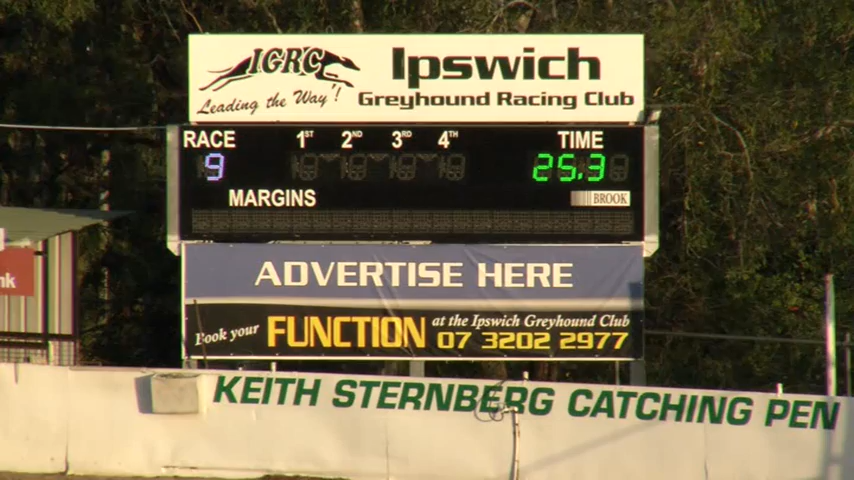 IGRC
Leading the Way'!
Ipswich
Greyhound Racing Club
RACE 1ST 2ND 3RD 4TH TIME
9 25.3
MARGINS BROOK
ADVERTISE HERE
Book your FUNCTION at the Ipswich Greyhound Club
07 3202 2977
nk
KEITH STERNBERG CATCHING PEN